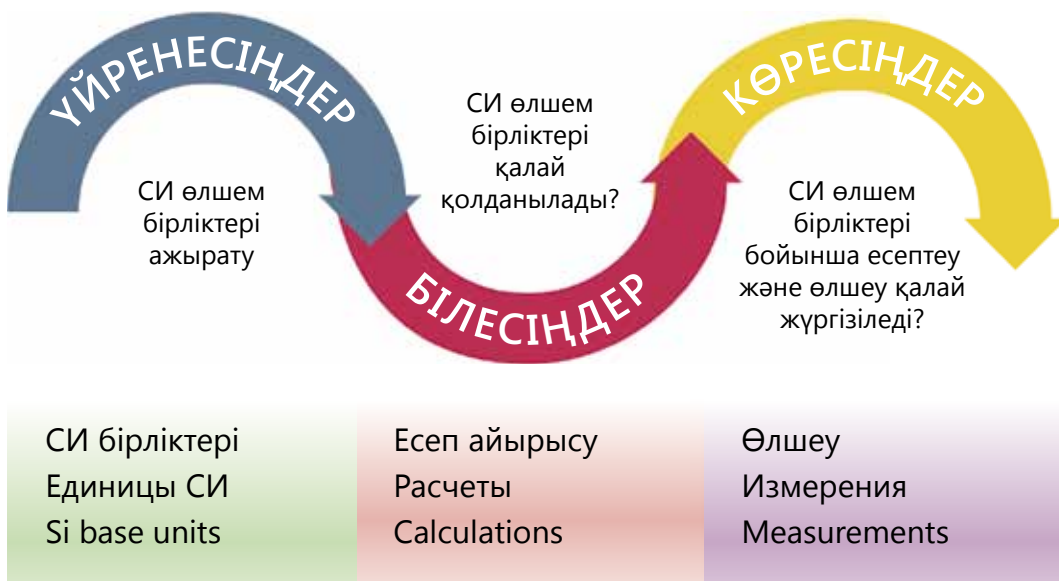 ҮЙРЕНЕСІҢДЕР
СИ өлшем
бірліктері
ажырату
СИ өлшем
бірліктері
қалай
қолданылады?
БІЛЕСІҢДЕР
КӨРЕСІҢДЕР
СИ өлшем
бірліктері
бойынша есептеу
және өлшеу қалай
жүргізіледі?
СИ бірліктері
Единицы СИ
Si base units
Есеп айырысу
Расчеты
Calculations
Өлшеу
Измерения
Measurements